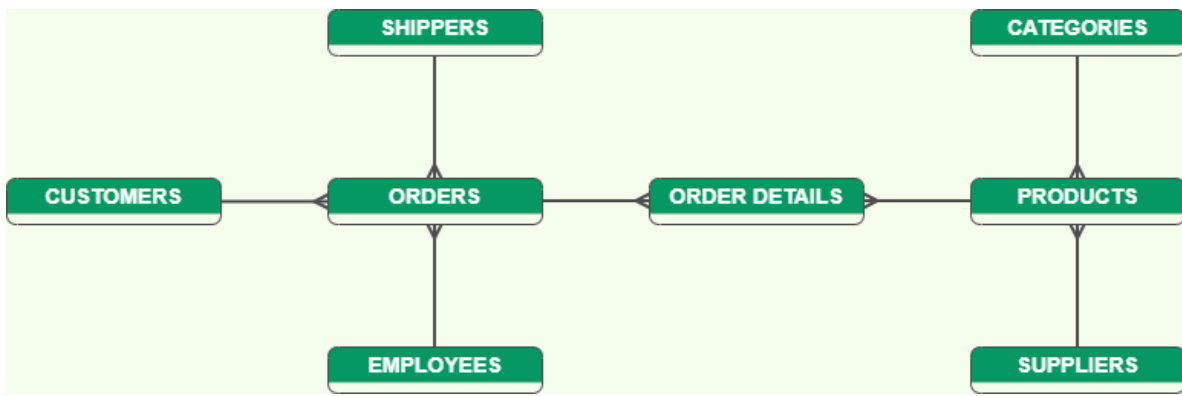 SHIPPERS
CATEGORIES
CUSTOMERS
ORDERS
ORDER DETAILS
PRODUCTS
EMPLOYEES
SUPPLIERS